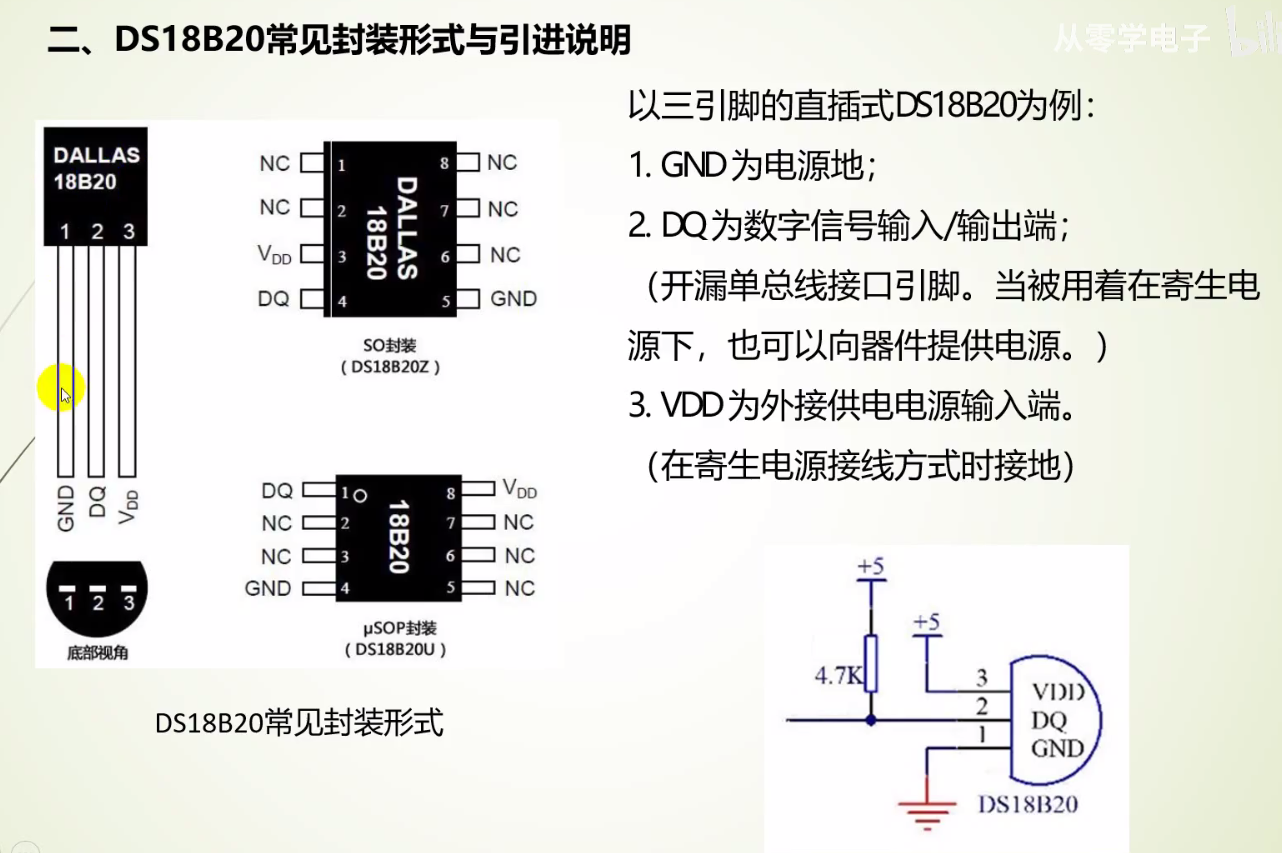 二、DS18B20常见封装形式与引进说明
从零学电子
以三引脚的直插式DS18B20为例：
1. GND为电源地；
2. DQ为数字信号输入/输出端；
（开漏单总线接口引脚。当被用着在寄生电
源下，也可以向器件提供电源。）
3. VDD为外接供电电源输入端。
（在寄生电源接线方式时接地）
DALLAS
18B20
1 2 3
GND
DQ
VDD
1 2 3
底部视角
NC 1 8 NC
NC 2 7 NC
VDD 3 6 NC
DQ 4 5 GND
DALLAS
18B20
SO封装
（DS18B20Z）
DQ 1 8 VDD
NC 2 7 NC
NC 3 6 NC
GND 4 5 NC
18B20
μSOP封装
（DS18B20U）
DS18B20常见封装形式
+5
+5
4.7K
3 VDD
2 DQ
1 GND
DS18B20